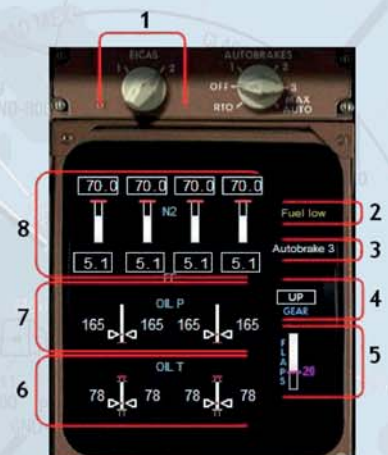 1
EICAS
AUTOBRAKES
1 2
1 2
OFF 3
RTO MAX AUTO
70.0 70.0 70.0 70.0
N2
8
Fuel low
2
Autobrake 3
3
5.1 5.1 5.1 5.1
FF
UP
GEAR
4
OIL P
7
165 165 165 165
FLAPS
20
5
OIL T
6
78 78 78 78